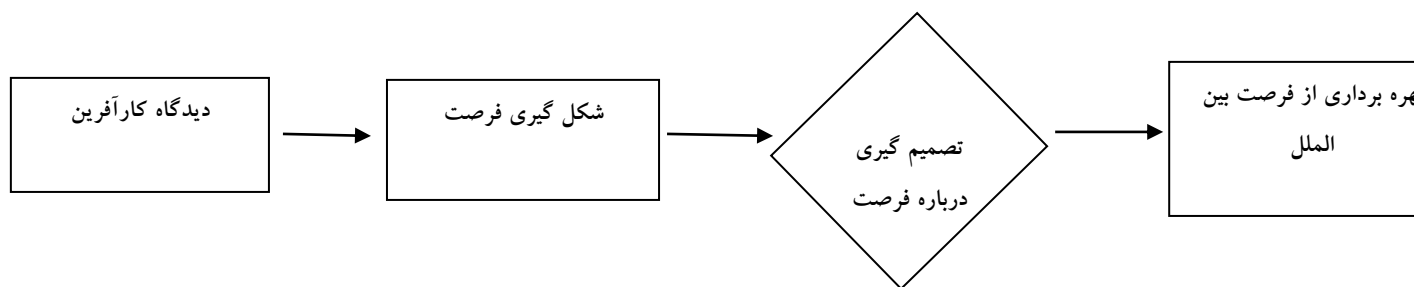 دیدگاه کارآفرین
شکل گیری فرصت
تصمیم گیری
درباره فرصت
برداری از فرصت بین
الملل